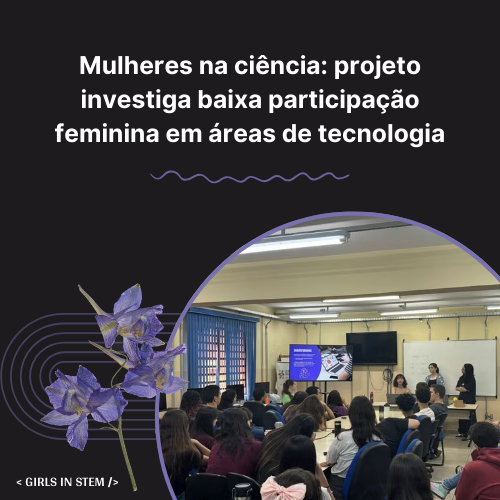 Mulheres na ciência: projeto
investiga baixa participação
feminina em áreas de tecnologia
< GIRLS IN STEM />